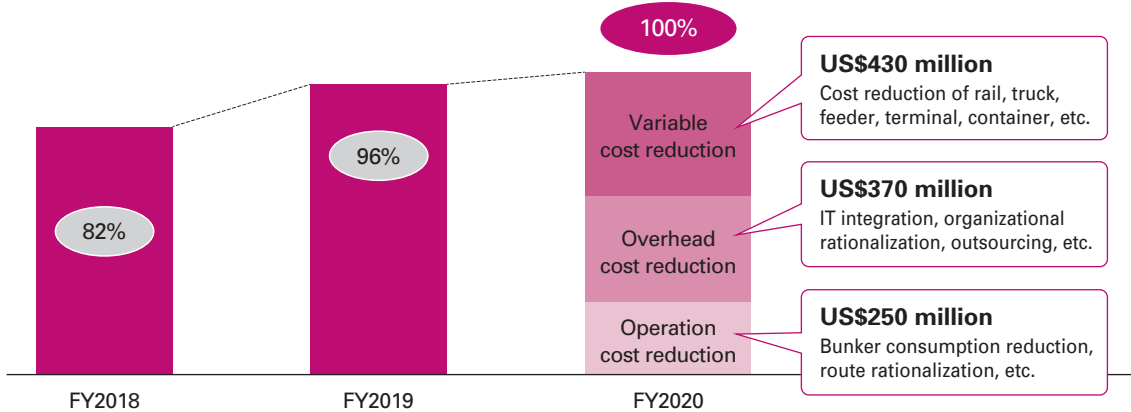 100%
US$430 million
Cost reduction of rail, truck,
feeder, terminal, container, etc.
Variable
cost reduction
96%
82%
US$370 million
IT integration, organizational
rationalization, outsourcing, etc.
Overhead
cost reduction
US$250 million
Bunker consumption reduction,
route rationalization, etc.
Operation
cost reduction
FY2018
FY2019
FY2020